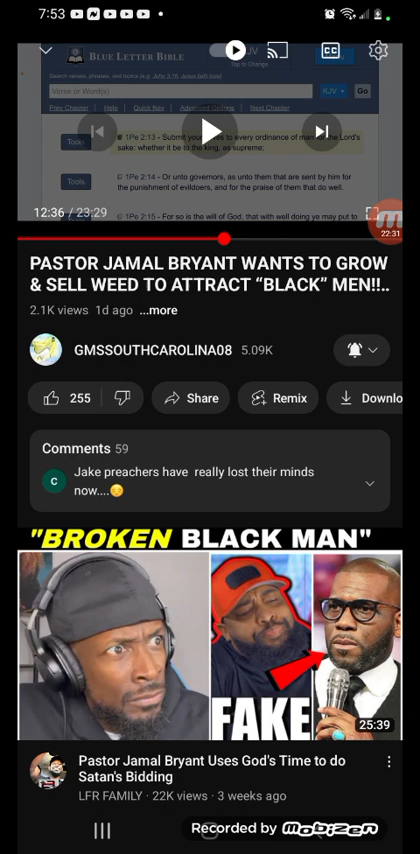 7:53
BLUE LETTER BIBLE
KJV
Tap to Change
Search verses, phrases, and topics (e.g. John 3:16, Jesus faith love)
Verse or Word(s)
KJV
Go
Prev Chapter | Help | Quick Nav | Advanced Options | Next Chapter
Tools
1Pe 2:13 - Submit to every ordinance of man for the Lord's
sake: whether it be to the king, as supreme;
Tools
1Pe 2:14 - Or unto governors, as unto them that are sent by him for
the punishment of evildoers, and for the praise of them that do well.
1Pe 2:15 - For so is the will of God, that with well doing ye may put to
12:36 / 23:29
22:31
PASTOR JAMAL BRYANT WANTS TO GROW
& SELL WEED TO ATTRACT “BLACK” MEN!!..
2.1K views 1d ago ...more
GMSSOUTHCAROLINA08 5.09K
255
Share
Remix
Downlo
Comments 59
C
Jake preachers have really lost their minds
now....
"BROKEN BLACK MAN"
FAKE
25:39
Pastor Jamal Bryant Uses God's Time to do
Satan's Bidding
LFR FAMILY · 22K views · 3 weeks ago
Recorded by Mobizen